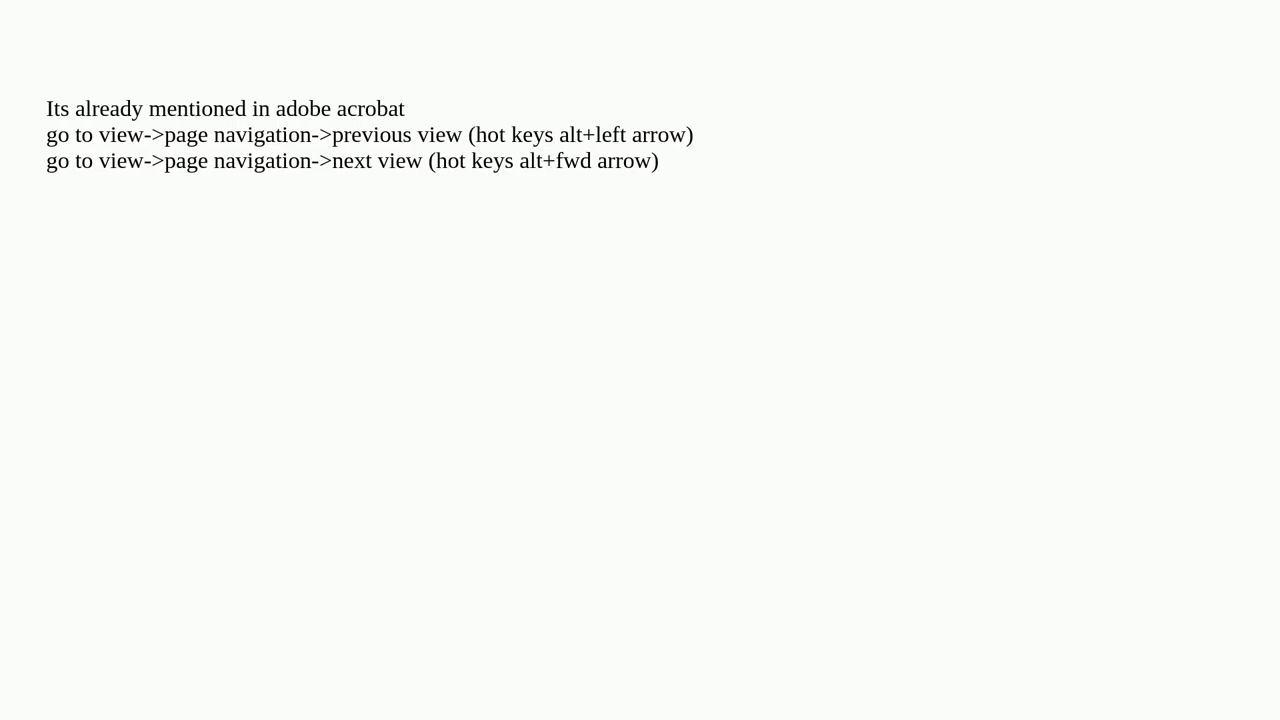 Its already mentioned in adobe acrobat
go to view->page navigation->previous view (hot keys alt+left arrow)
go to view->page navigation->next view (hot keys alt+fwd arrow)